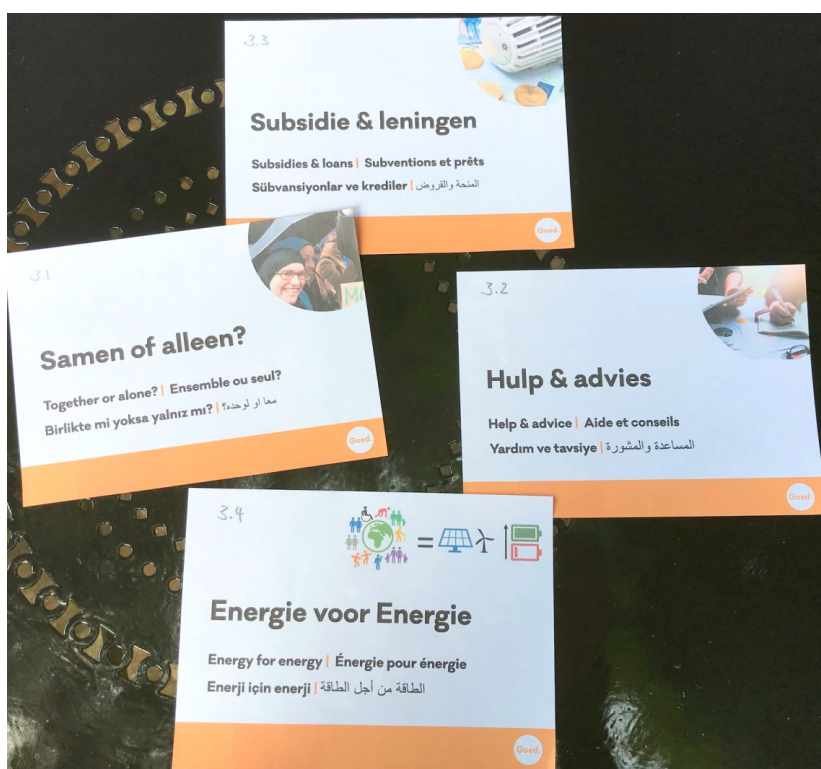 3.3
Subsidie & leningen
Subsidies & loans | Subventions et prêts
Sübvansiyonlar ve krediler | المنحة والقروض
Goed.
3.1
Samen of alleen?
Together or alone? | Ensemble ou seul?
Birlikte mi yoksa yalnız mı? | معا او لوحده؟
Goed.
3.2
Hulp & advies
Help & advice | Aide et conseils
Yardım ve tavsiye | المساعدة والمشورة
Goed.
3.4
Energie voor Energie
Energy for energy | Énergie pour énergie
Enerji için enerji | الطاقة من أجل الطاقة
Goed.